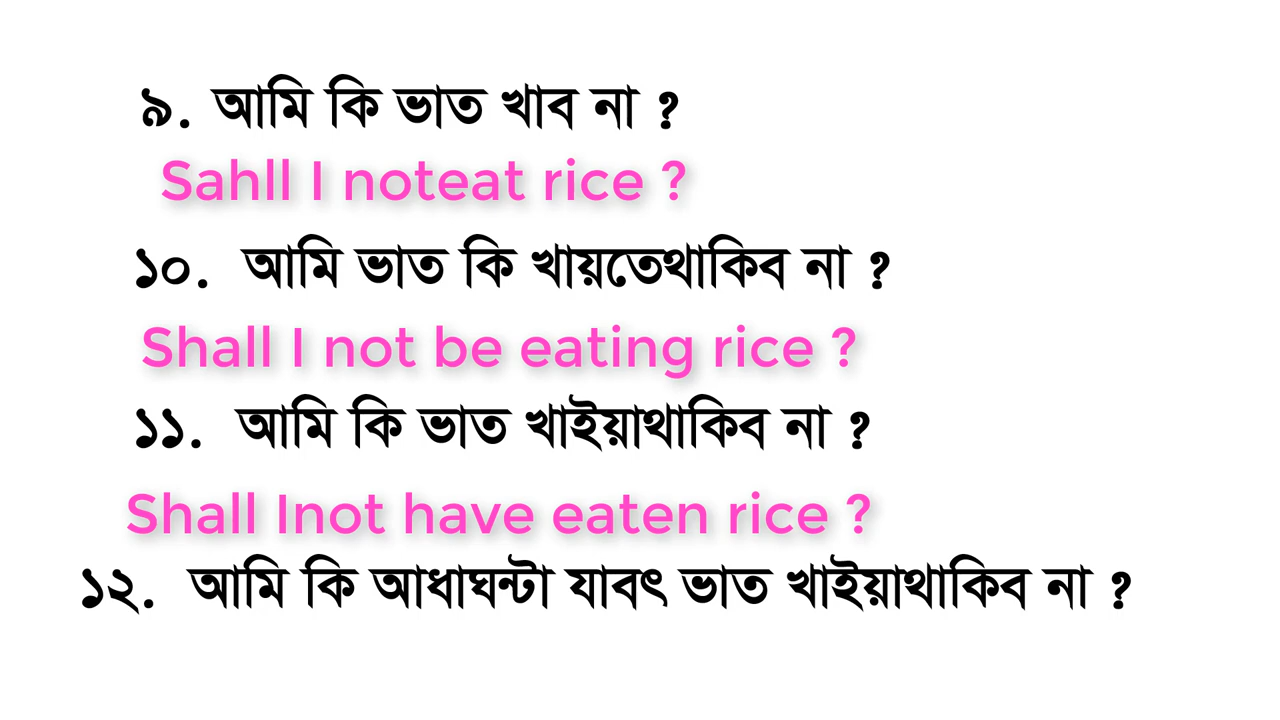 ৯. আমি কি ভাত খাব না ?
Sahll I noteat rice ?
১০. আমি ভাত কি খায়তেথাকিব না ?
Shall I not be eating rice ?
১১. আমি কি ভাত খাইয়াথাকিব না ?
Shall Inot have eaten rice ?
১২. আমি কি আধাঘন্টা যাবৎ ভাত খাইয়াথাকিব না ?